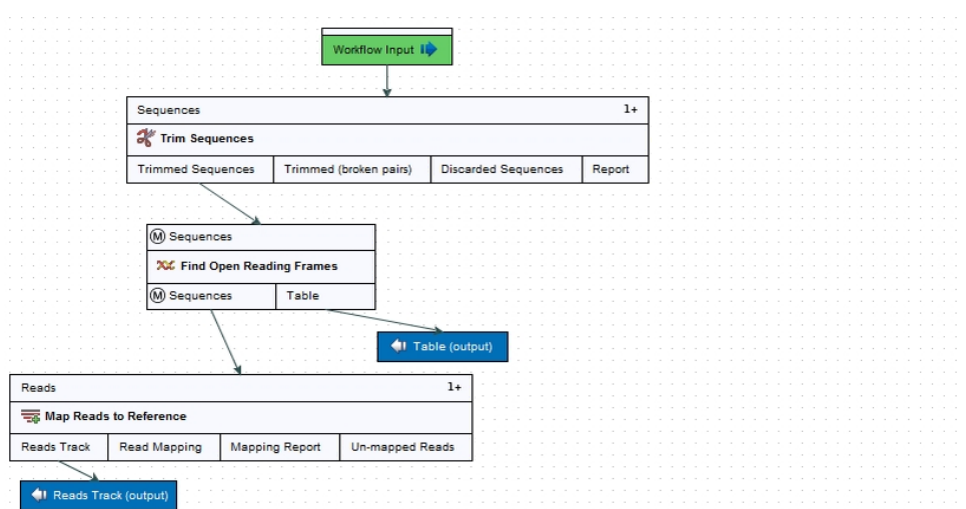 Workflow Input
Sequences 1+
Trim Sequences
Trimmed Sequences Trimmed (broken pairs) Discarded Sequences Report
M Sequences
Find Open Reading Frames
M Sequences Table
Table (output)
Reads 1+
Map Reads to Reference
Reads Track Read Mapping Mapping Report Un-mapped Reads
Reads Track (output)